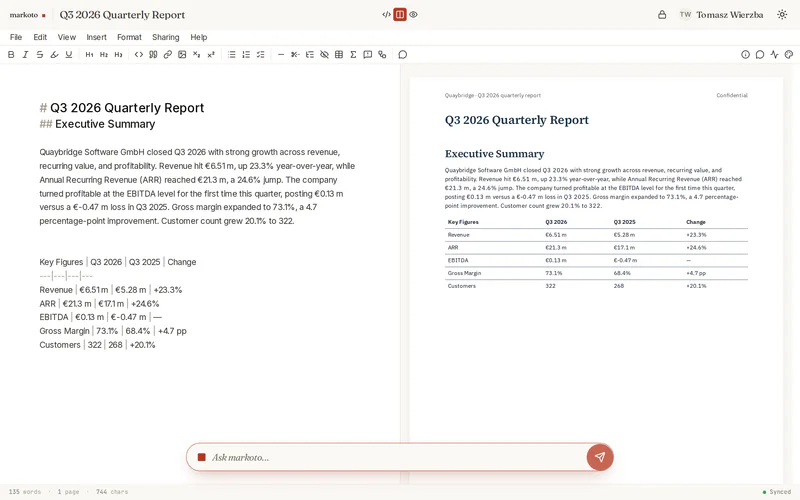 markoto
Q3 2026 Quarterly Report
TW
Tomasz Wierzba
File Edit View Insert Format Sharing Help
B I S U H1 H2 H3 X₂ X²
# Q3 2026 Quarterly Report
## Executive Summary
Quaybridge Software GmbH closed Q3 2026 with strong growth across revenue,
recurring value, and profitability. Revenue hit €6.51 m, up 23.3% year-over-year, while
Annual Recurring Revenue (ARR) reached €21.3 m, a 24.6% jump. The company
turned profitable at the EBITDA level for the first time this quarter, posting €0.13 m
versus a €-0.47 m loss in Q3 2025. Gross margin expanded to 73.1%, a 4.7
percentage-point improvement. Customer count grew 20.1% to 322.
Key Figures | Q3 2026 | Q3 2025 | Change
---|---|---|---
Revenue | €6.51 m | €5.28 m | +23.3%
ARR | €21.3 m | €17.1 m | +24.6%
EBITDA | €0.13 m | €-0.47 m | —
Gross Margin | 73.1% | 68.4% | +4.7 pp
Customers | 322 | 268 | +20.1%
Quaybridge · Q3 2026 quarterly report Confidential
Q3 2026 Quarterly Report
Executive Summary
Quaybridge Software GmbH closed Q3 2026 with strong growth across revenue, recurring value, and
profitability. Revenue hit €6.51 m, up 23.3% year-over-year, while Annual Recurring Revenue (ARR) reached
€21.3 m, a 24.6% jump. The company turned profitable at the EBITDA level for the first time this quarter,
posting €0.13 m versus a €-0.47 m loss in Q3 2025. Gross margin expanded to 73.1%, a 4.7 percentage-
point improvement. Customer count grew 20.1% to 322.
Key Figures Q3 2026 Q3 2025 Change
Revenue €6.51 m €5.28 m +23.3%
ARR €21.3 m €17.1 m +24.6%
EBITDA €0.13 m €-0.47 m —
Gross Margin 73.1% 68.4% +4.7 pp
Customers 322 268 +20.1%
Ask markoto...
135 words · 1 page · 744 chars
Synced